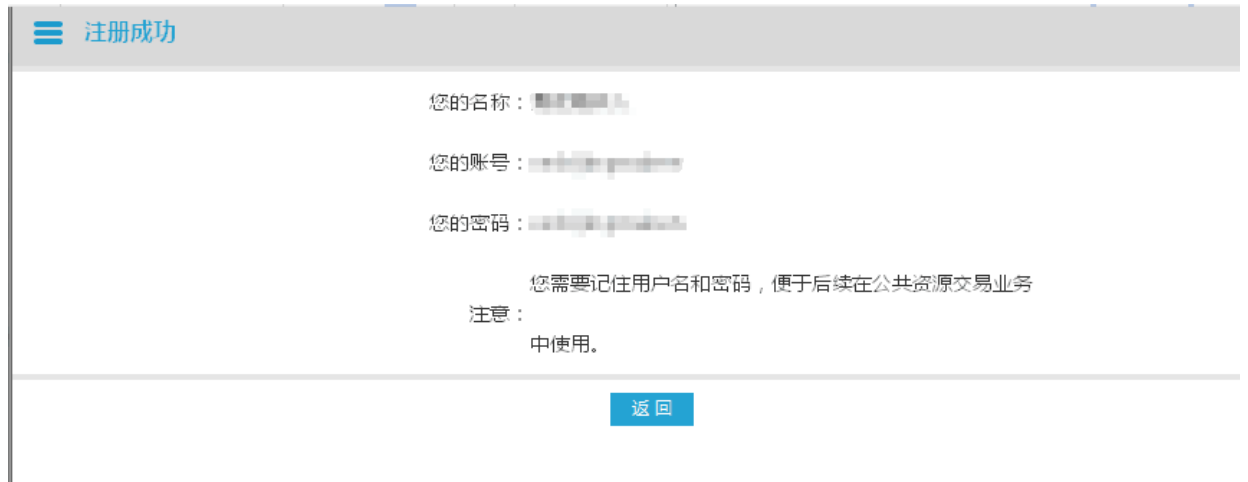 注册成功
您的名称：
您的账号：
您的密码：
您需要记住用户名和密码，便于后续在公共资源交易业务
注意：
中使用。
返 回